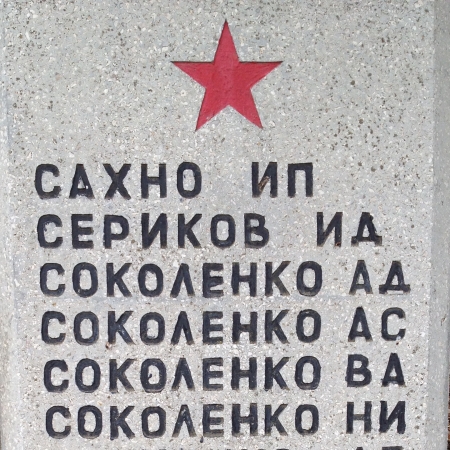 САХНО ИП
СЕРИКОВ ИД
СОКОЛЕНКО АД
СОКОЛЕНКО АС
СОКОЛЕНКО ВА
СОКОЛЕНКО НИ